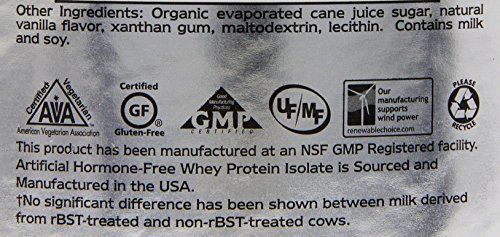 Other Ingredients: Organic evaporated cane juice sugar, natural
vanilla flavor, xanthan gum, maltodextrin, lecithin. Contains milk
and soy.
Certified Vegetarian
AVA
American Vegetarian Association
Certified
GF
Gluten-Free
Good
Manufacturing
Practices
GMP
CERTIFIED
UF/MF
Our
manufacturing
supports
wind power
renewablechoice.com
PLEASE
RECYCLE
This product has been manufactured at an NSF GMP Registered facility.
Artificial Hormone-Free Whey Protein Isolate is Sourced and
Manufactured in the USA.
†No significant difference has been shown between milk derived
from rBST-treated and non-rBST-treated cows.